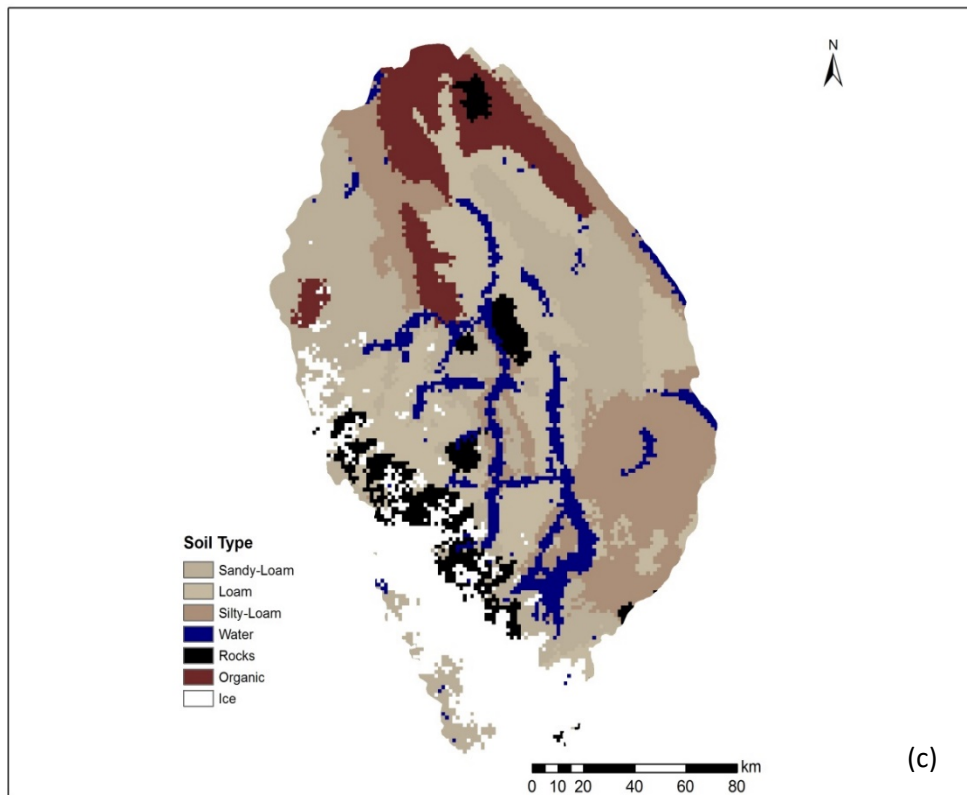 N
Soil Type
Sandy-Loam
Loam
Silty-Loam
Water
Rocks
Organic
Ice
km
0 10 20 40 60 80
(c)